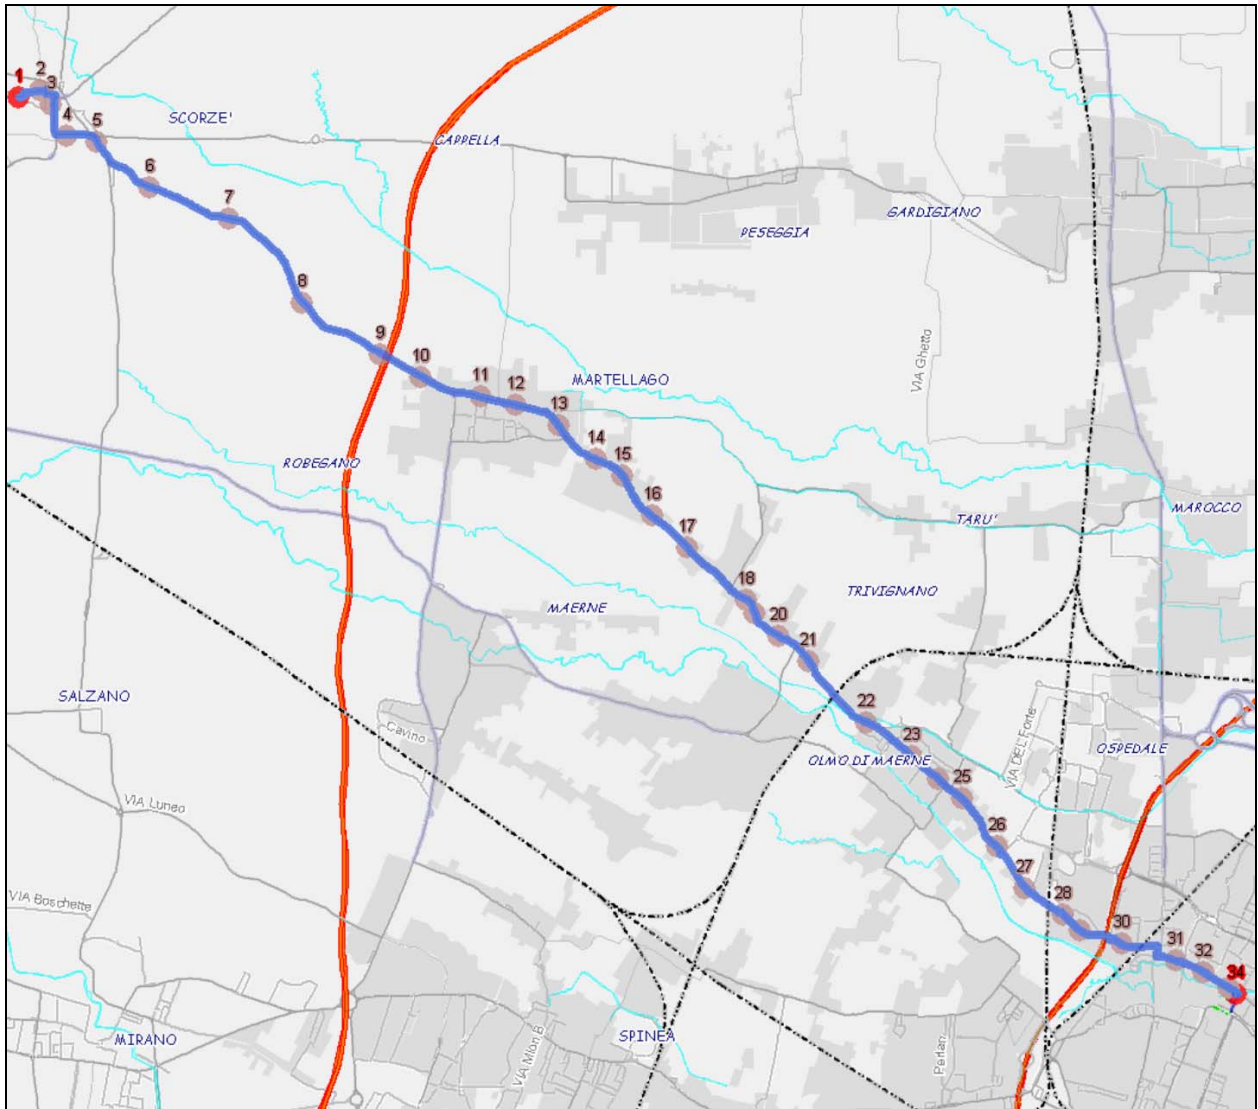 1
2
3
4
5
SCORZE'
CAPPELLA
6
7
GARDIGIANO
PESEGGIA
8
9
10
VIA Ghetto
11
12
MARTELLAGO
13
14
15
ROBEGANO
16
MAROCCO
TARU'
17
18
MAERNE
TRIVIGNANO
20
21
SALZANO
22
Cavino
23
VIA DEL Forte
OSPEDALE
OLMO DI MAERNE
25
VIA Luneo
26
27
VIA Boschette
28
30
31
32
34
MIRANO
SPINEA
VIA Mion B
Perlan